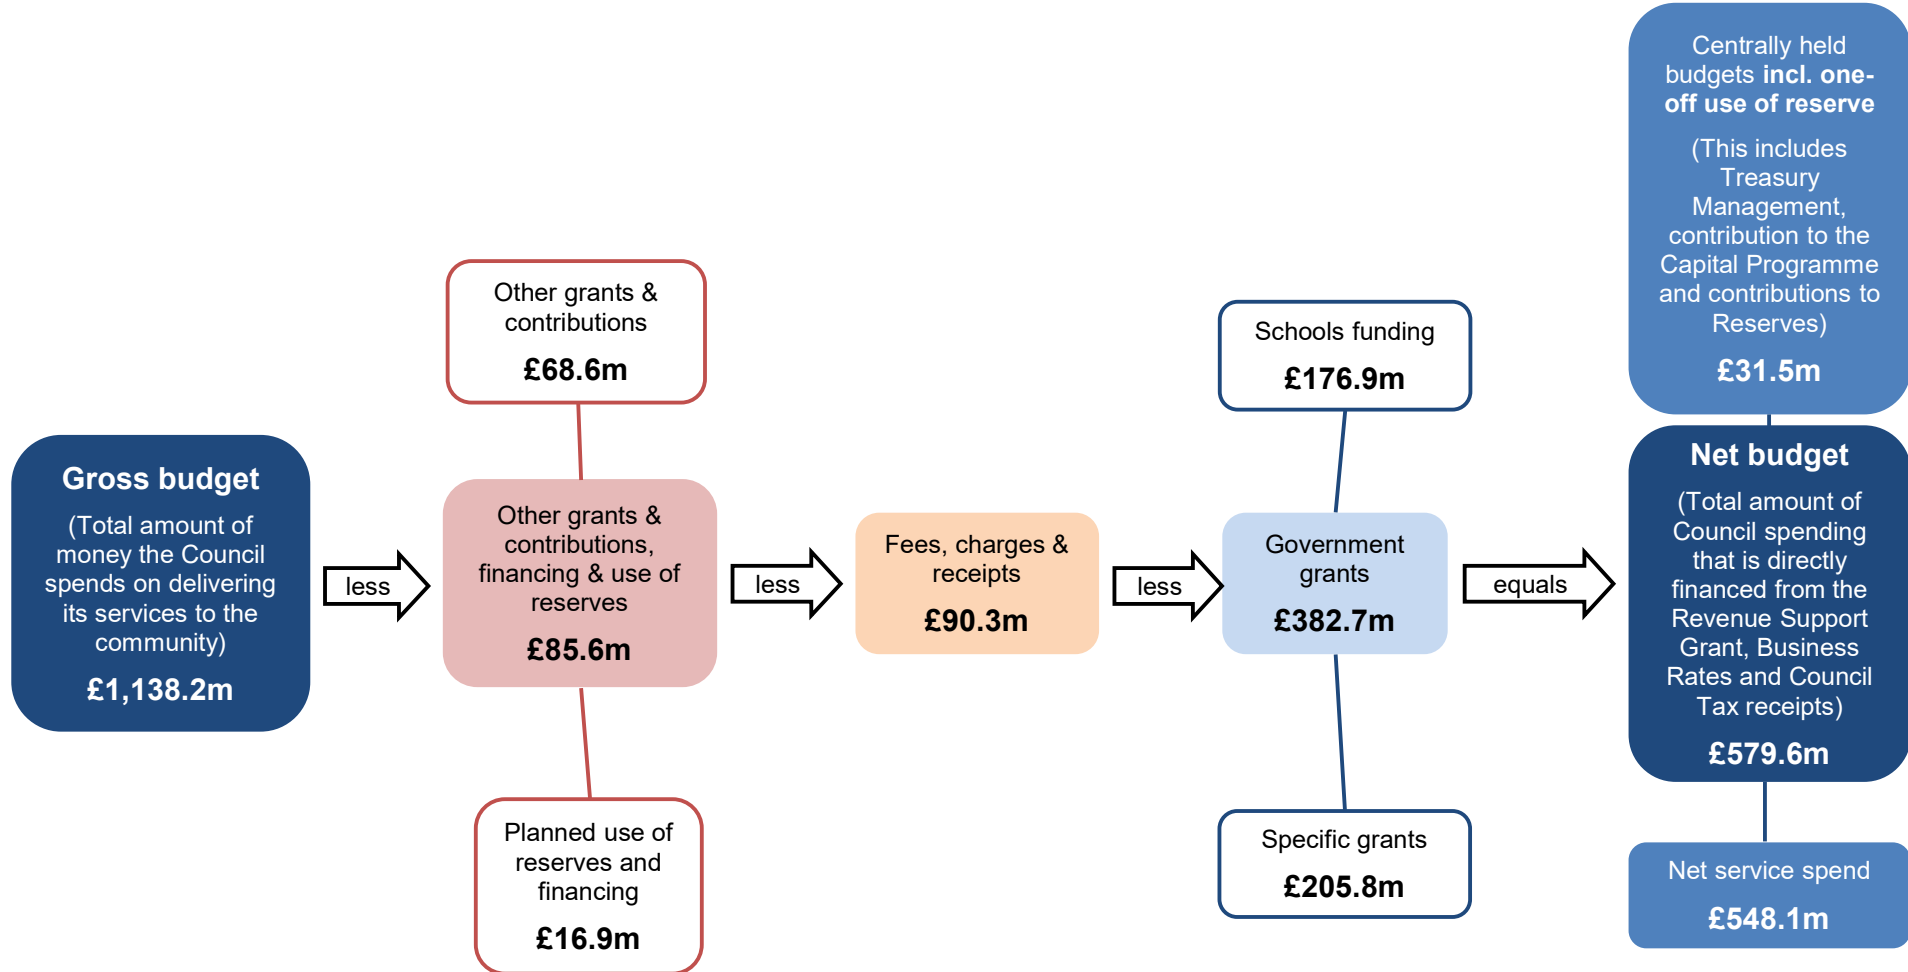 Gross budget
(Total amount of
money the Council
spends on delivering
its services to the
community)
£1,138.2m
less
Other grants &
contributions
£68.6m
Other grants &
contributions,
financing & use of
reserves
£85.6m
Planned use of
reserves and
financing
£16.9m
less
Fees, charges &
receipts
£90.3m
less
Schools funding
£176.9m
Government
grants
£382.7m
Specific grants
£205.8m
equals
Centrally held
budgets incl. one-
off use of reserve
(This includes
Treasury
Management,
contribution to the
Capital Programme
and contributions to
Reserves)
£31.5m
Net budget
(Total amount of
Council spending
that is directly
financed from the
Revenue Support
Grant, Business
Rates and Council
Tax receipts)
£579.6m
Net service spend
£548.1m